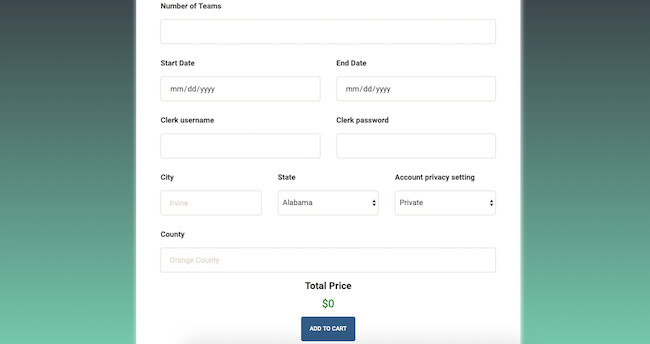 Number of Teams
Start Date End Date
mm/dd/yyyy mm/dd/yyyy
Clerk username Clerk password
City State Account privacy setting
Irvine Alabama Private
County
Orange County
Total Price
$0
ADD TO CART